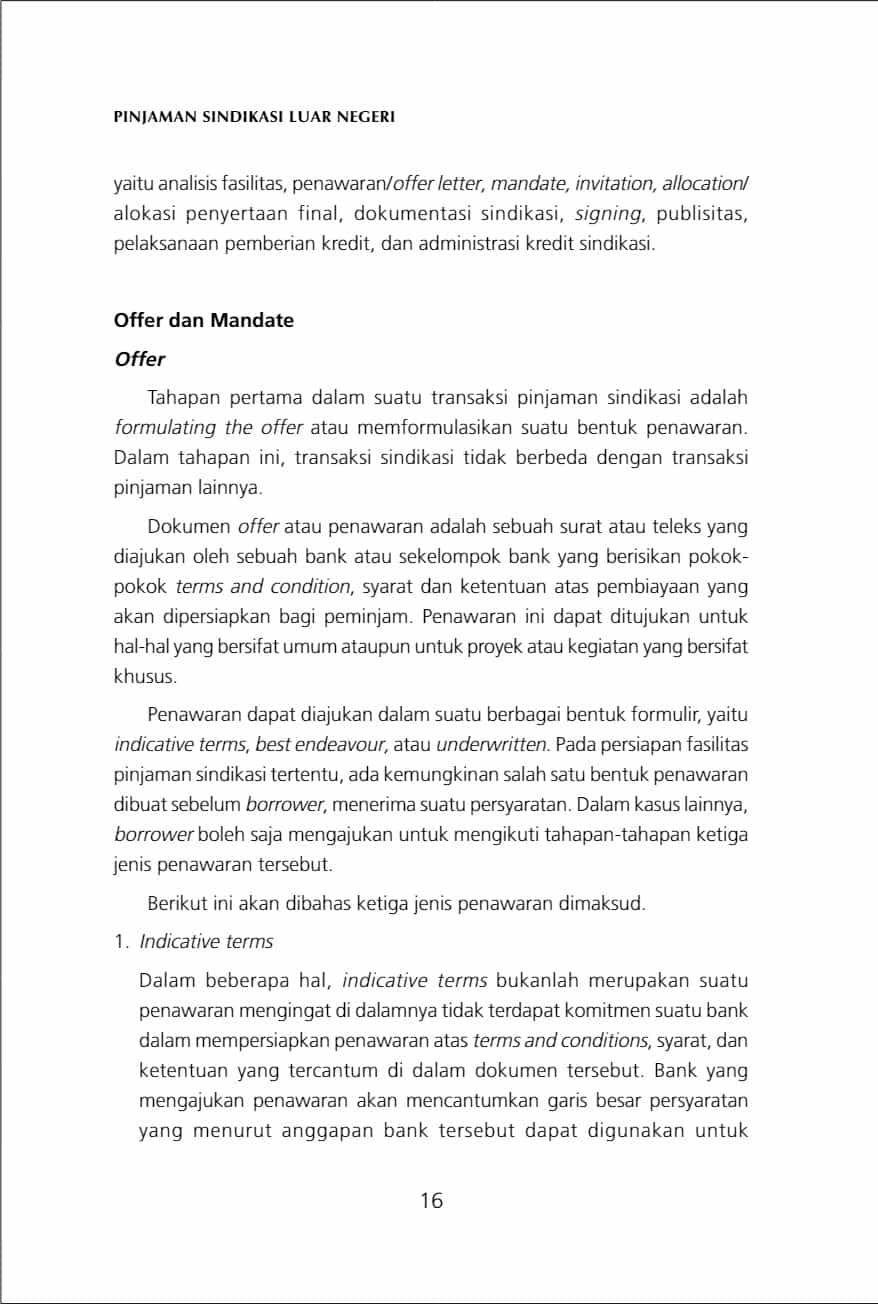 PINJAMAN SINDIKASI LUAR NEGERI
yaitu analisis fasilitas, penawaran/offer letter, mandate, invitation, allocation/
alokasi penyertaan final, dokumentasi sindikasi, signing, publisitas,
pelaksanaan pemberian kredit, dan administrasi kredit sindikasi.
Offer dan Mandate
Offer
Tahapan pertama dalam suatu transaksi pinjaman sindikasi adalah
formulating the offer atau memformulasikan suatu bentuk penawaran.
Dalam tahapan ini, transaksi sindikasi tidak berbeda dengan transaksi
pinjaman lainnya.
Dokumen offer atau penawaran adalah sebuah surat atau teleks yang
diajukan oleh sebuah bank atau sekelompok bank yang berisikan pokok-
pokok terms and condition, syarat dan ketentuan atas pembiayaan yang
akan dipersiapkan bagi peminjam. Penawaran ini dapat ditujukan untuk
hal-hal yang bersifat umum ataupun untuk proyek atau kegiatan yang bersifat
khusus.
Penawaran dapat diajukan dalam suatu berbagai bentuk formulir, yaitu
indicative terms, best endeavour, atau underwritten. Pada persiapan fasilitas
pinjaman sindikasi tertentu, ada kemungkinan salah satu bentuk penawaran
dibuat sebelum borrower, menerima suatu persyaratan. Dalam kasus lainnya,
borrower boleh saja mengajukan untuk mengikuti tahapan-tahapan ketiga
jenis penawaran tersebut.
Berikut ini akan dibahas ketiga jenis penawaran dimaksud.
1. Indicative terms
Dalam beberapa hal, indicative terms bukanlah merupakan suatu
penawaran mengingat di dalamnya tidak terdapat komitmen suatu bank
dalam mempersiapkan penawaran atas terms and conditions, syarat, dan
ketentuan yang tercantum di dalam dokumen tersebut. Bank yang
mengajukan penawaran akan mencantumkan garis besar persyaratan
yang menurut anggapan bank tersebut dapat digunakan untuk
16